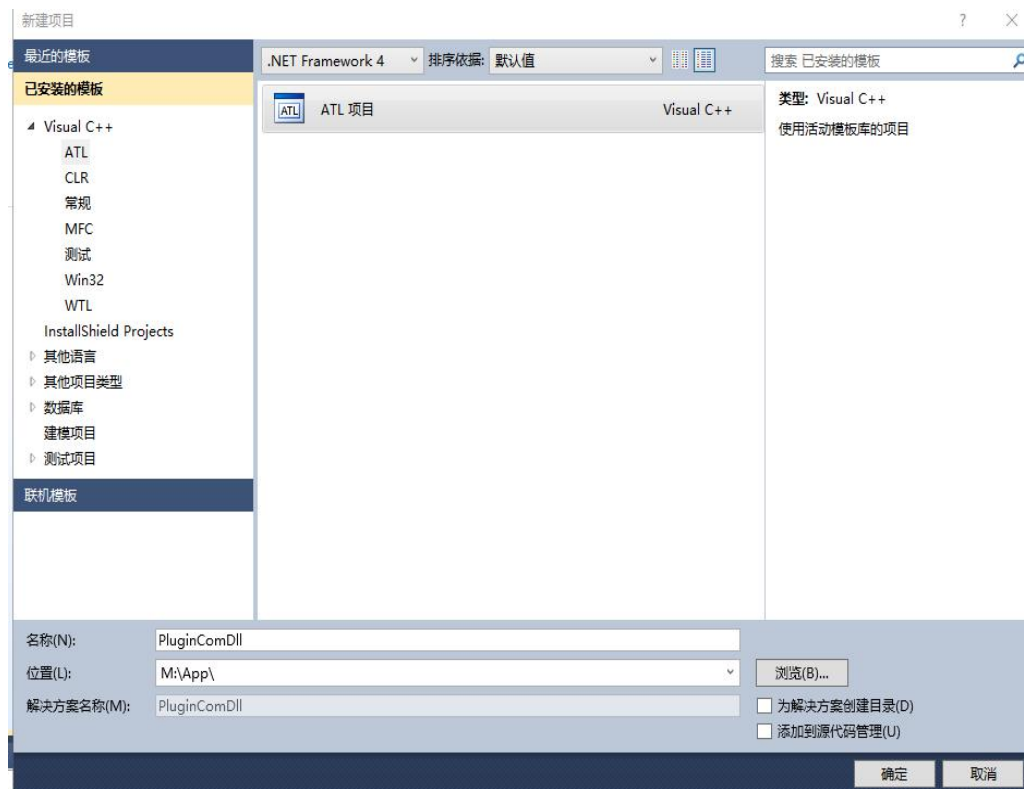 新建项目
最近的模板
.NET Framework 4 排序依据: 默认值
搜索 已安装的模板
已安装的模板
Visual C++
ATL
CLR
常规
MFC
测试
Win32
WTL
InstallShield Projects
其他语言
其他项目类型
数据库
建模项目
测试项目
联机模板
ATL ATL 项目 Visual C++
类型: Visual C++
使用活动模板库的项目
名称(N): PluginComDll
位置(L): M:\App\ 浏览(B)...
解决方案名称(M): PluginComDll
为解决方案创建目录(D)
添加到源代码管理(U)
确定 取消